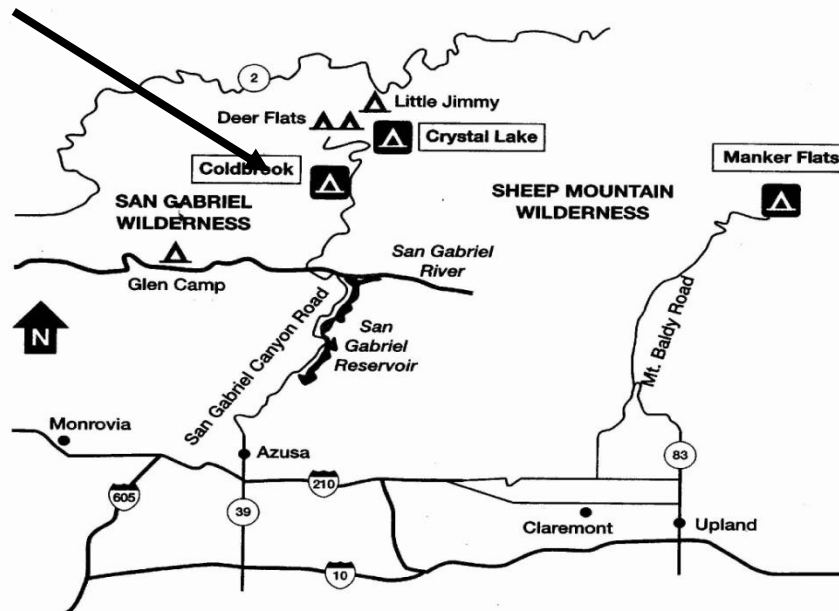 2
Little Jimmy
Deer Flats
Crystal Lake
Coldbrook
Manker Flats
SAN GABRIEL
WILDERNESS
SHEEP MOUNTAIN
WILDERNESS
San Gabriel
River
Glen Camp
N
San Gabriel Canyon Road
San
Gabriel
Reservoir
Mt. Baldy Road
Monrovia
Azusa
83
605
210
39
Claremont
Upland
10